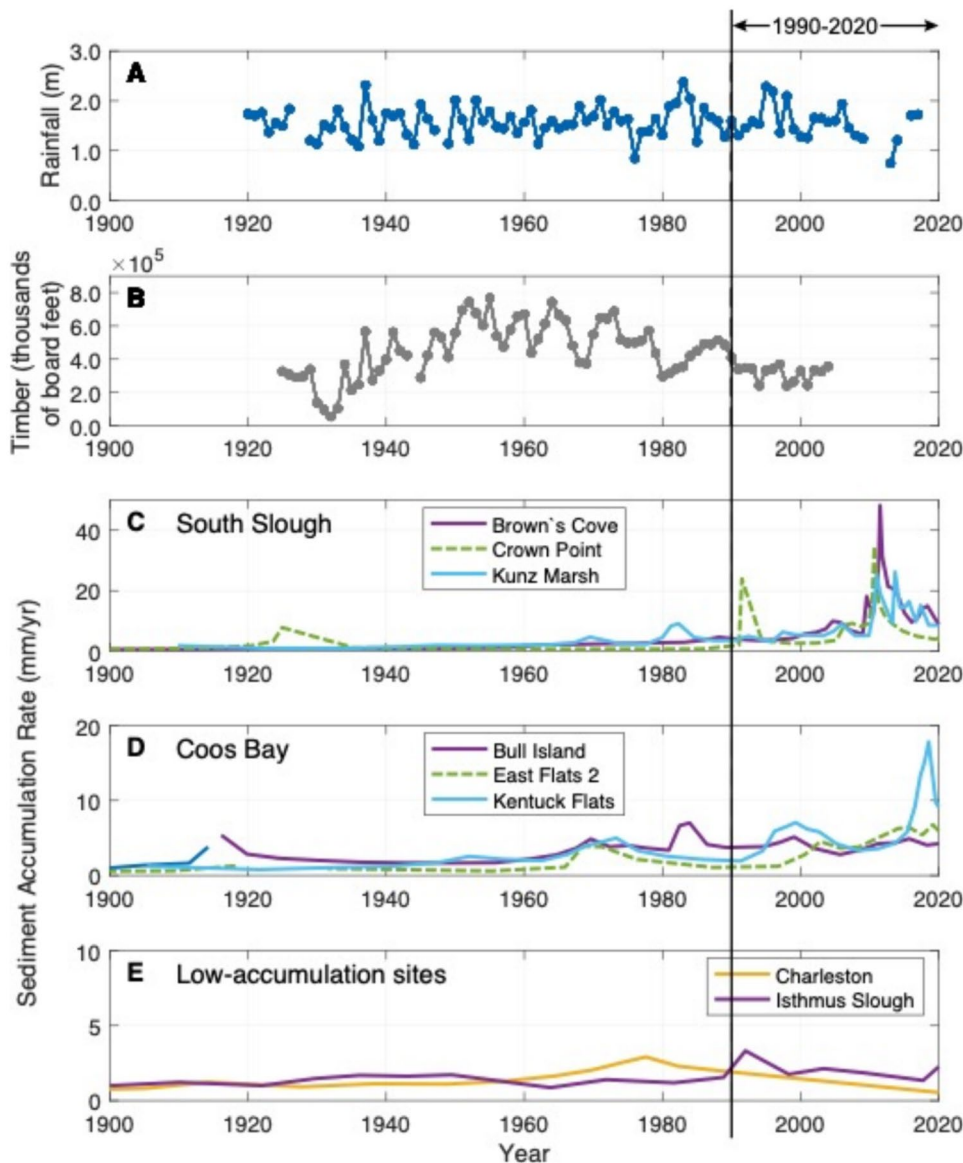 1990-2020
A
Rainfall (m)
3.0
2.0
1.0
0.0
1900 1920 1940 1960 1980 2000 2020
× 10⁵
B
Timber (thousands
of board feet)
8.0
6.0
4.0
2.0
0.0
1900 1920 1940 1960 1980 2000 2020
Sediment Accumulation Rate (mm/yr)
C South Slough
Brown`s Cove
Crown Point
Kunz Marsh
40
20
0
1900 1920 1940 1960 1980 2000 2020
D Coos Bay
Bull Island
East Flats 2
Kentuck Flats
20
10
0
1900 1920 1940 1960 1980 2000 2020
E Low-accumulation sites
Charleston
Isthmus Slough
10
5
0
1900 1920 1940 1960 1980 2000 2020
Year